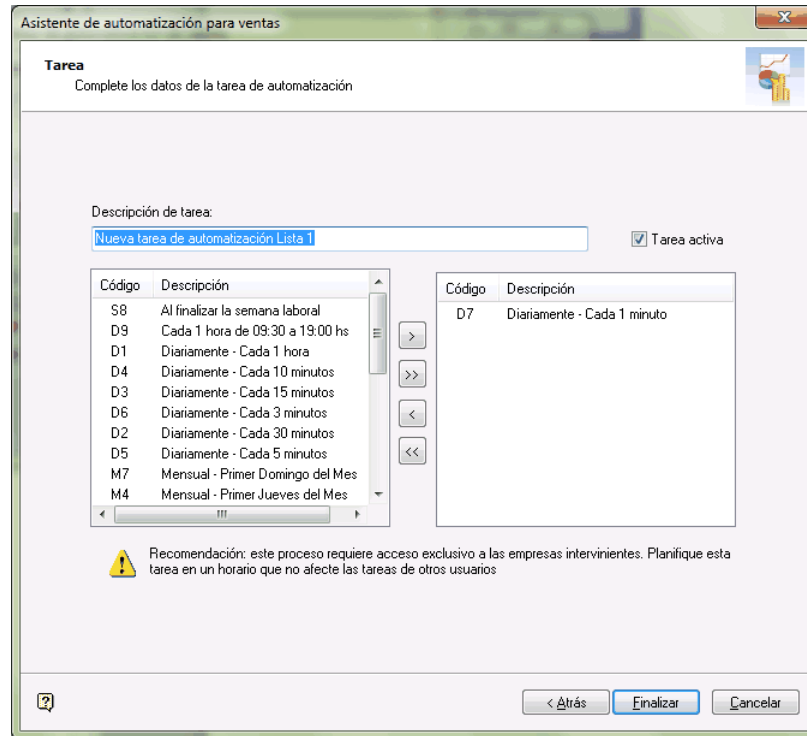 Asistente de automatización para ventas
Tarea
Complete los datos de la tarea de automatización
Descripción de tarea:
Nueva tarea de automatización Lista 1
Tarea activa
Código Descripción
S8 Al finalizar la semana laboral
D9 Cada 1 hora de 09:30 a 19:00 hs
D1 Diariamente - Cada 1 hora
D4 Diariamente - Cada 10 minutos
D3 Diariamente - Cada 15 minutos
D6 Diariamente - Cada 3 minutos
D2 Diariamente - Cada 30 minutos
D5 Diariamente - Cada 5 minutos
M7 Mensual - Primer Domingo del Mes
M4 Mensual - Primer Jueves del Mes
>
>>
<
<<
Código Descripción
D7 Diariamente - Cada 1 minuto
Recomendación: este proceso requiere acceso exclusivo a las empresas intervinientes. Planifique esta
tarea en un horario que no afecte las tareas de otros usuarios
?
< Atrás Finalizar Cancelar